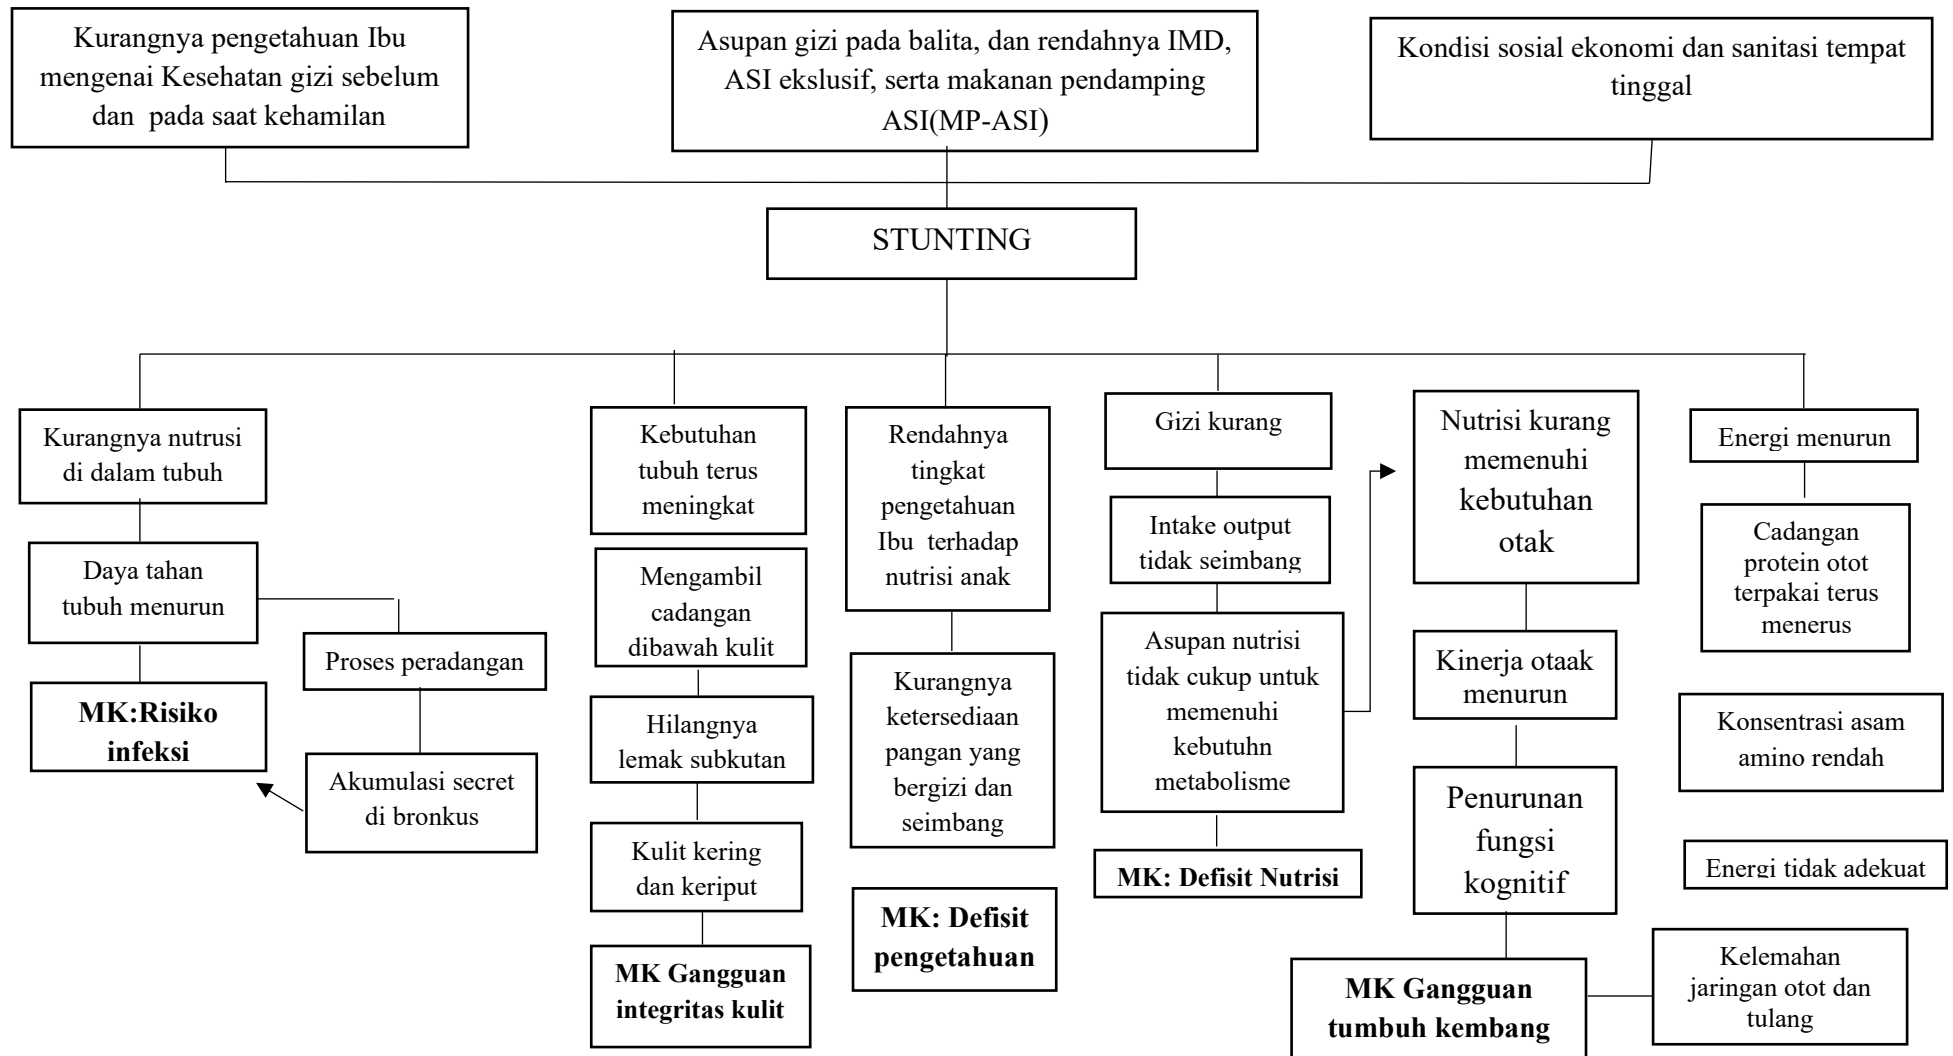 Kurangnya pengetahuan Ibu
mengenai Kesehatan gizi sebelum
dan pada saat kehamilan
Asupan gizi pada balita, dan rendahnya IMD,
ASI ekslusif, serta makanan pendamping
ASI(MP-ASI)
Kondisi sosial ekonomi dan sanitasi tempat
tinggal
STUNTING
Kurangnya nutrusi
di dalam tubuh
Daya tahan
tubuh menurun
MK:Risiko
infeksi
Proses peradangan
Akumulasi secret
di bronkus
Kebutuhan
tubuh terus
meningkat
Mengambil
cadangan
dibawah kulit
Hilangnya
lemak subkutan
Kulit kering
dan keriput
MK Gangguan
integritas kulit
Rendahnya
tingkat
pengetahuan
Ibu terhadap
nutrisi anak
Kurangnya
ketersediaan
pangan yang
bergizi dan
seimbang
MK: Defisit
pengetahuan
Gizi kurang
Intake output
tidak seimbang
Asupan nutrisi
tidak cukup untuk
memenuhi
kebutuhn
metabolisme
MK: Defisit Nutrisi
Nutrisi kurang
memenuhi
kebutuhan
otak
Kinerja otaak
menurun
Penurunan
fungsi
kognitif
MK Gangguan
tumbuh kembang
Energi menurun
Cadangan
protein otot
terpakai terus
menerus
Konsentrasi asam
amino rendah
Energi tidak adekuat
Kelemahan
jaringan otot dan
tulang